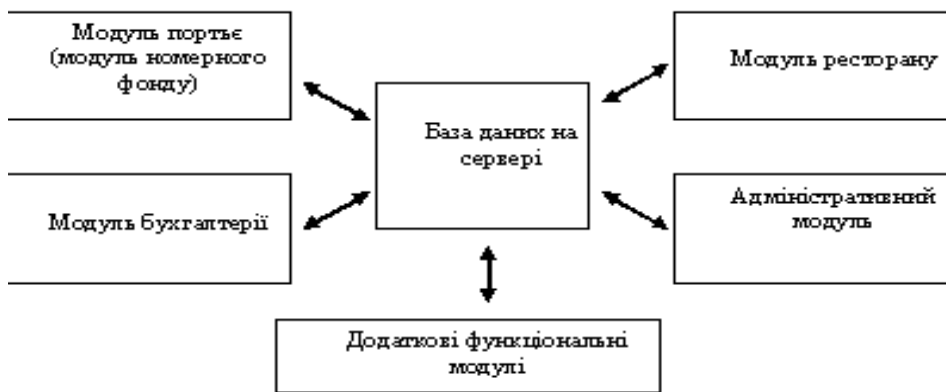 Модуль портьє
(модуль номерного
фонду)
Модуль ресторану
База даних на
сервері
Модуль бухгалтерії
Адміністративний
модуль
Додаткові функціональні
модулі